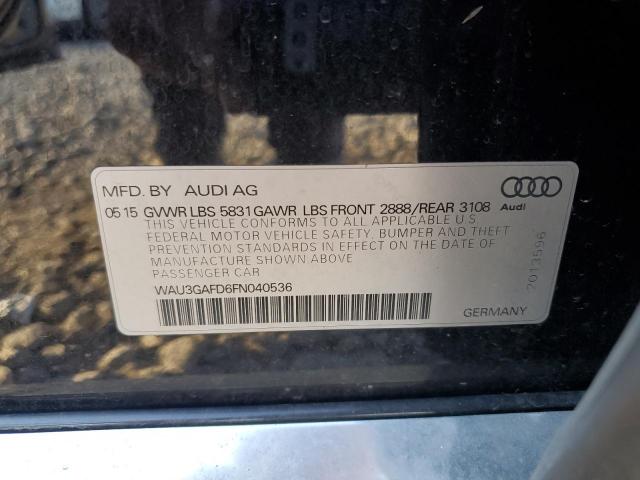 MFD. BY AUDI AG
05 15 GVWR LBS 5831 GAWR LBS FRONT 2888/REAR 3108
THIS VEHICLE CONFORMS TO ALL APPLICABLE U.S.
FEDERAL MOTOR VEHICLE SAFETY, BUMPER AND THEFT
PREVENTION STANDARDS IN EFFECT ON THE DATE OF
MANUFACTURE SHOWN ABOVE
PASSENGER CAR
WAU3GAFD6FN040536
Audi
2013596
GERMANY